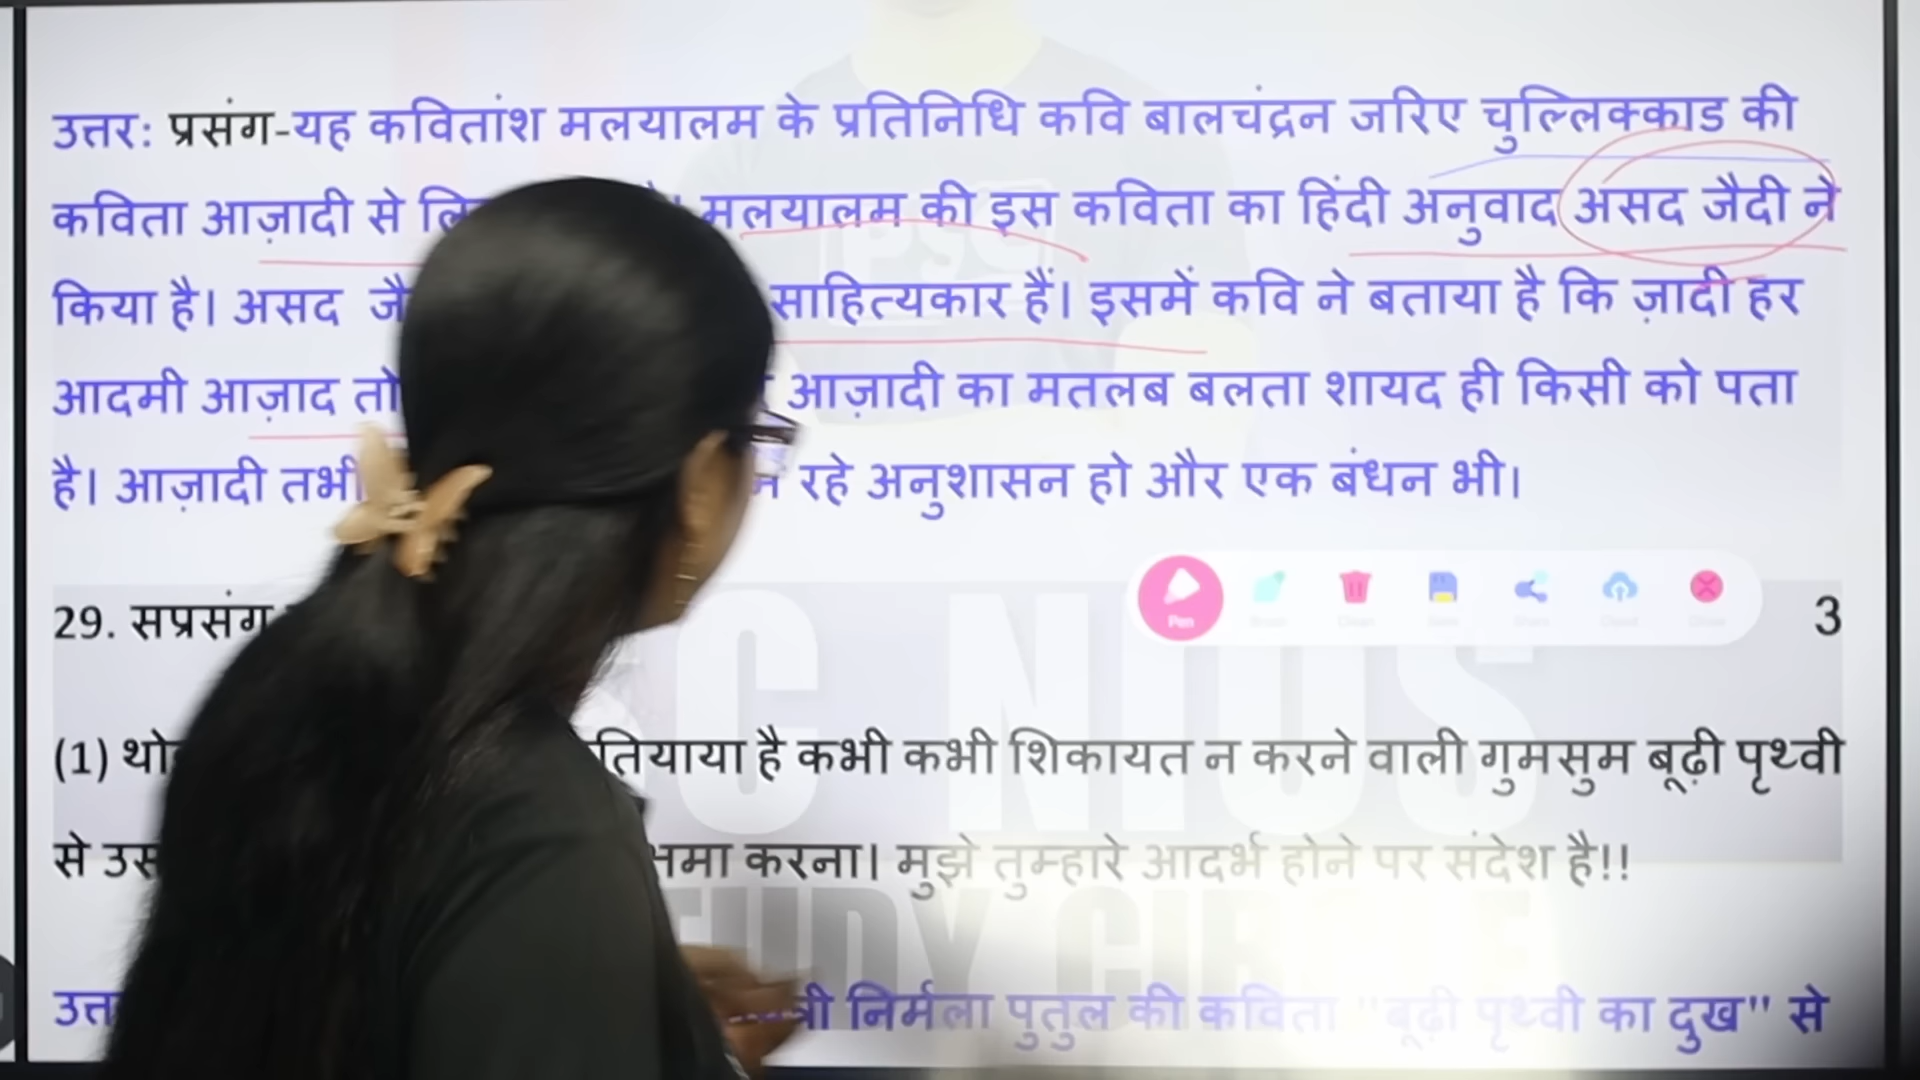 उत्तर: प्रसंग-यह कवितांश मलयालम के प्रतिनिधि कवि बालचंद्रन जरिए चुल्लिक्काड की
कविता आज़ादी से मलयालम की इस कविता का हिंदी अनुवाद असद जैदी ने
किया है। असद साहित्यकार हैं। इसमें कवि ने बताया है कि ज़ादी हर
आदमी आज़ाद तो आज़ादी का मतलब बलता शायद ही किसी को पता
है। आज़ादी तभी रहे अनुशासन हो और एक बंधन भी।
Pen
29. सप्रसंग 3
(1) तियाया है कभी कभी शिकायत न करने वाली गुमसुम बूढ़ी पृथ्वी
से क्षमा करना। मुझे तुम्हारे आदर्भ होने पर संदेश है!!
निर्मला पुतुल की कविता "बूढ़ी पृथ्वी का दुख" से